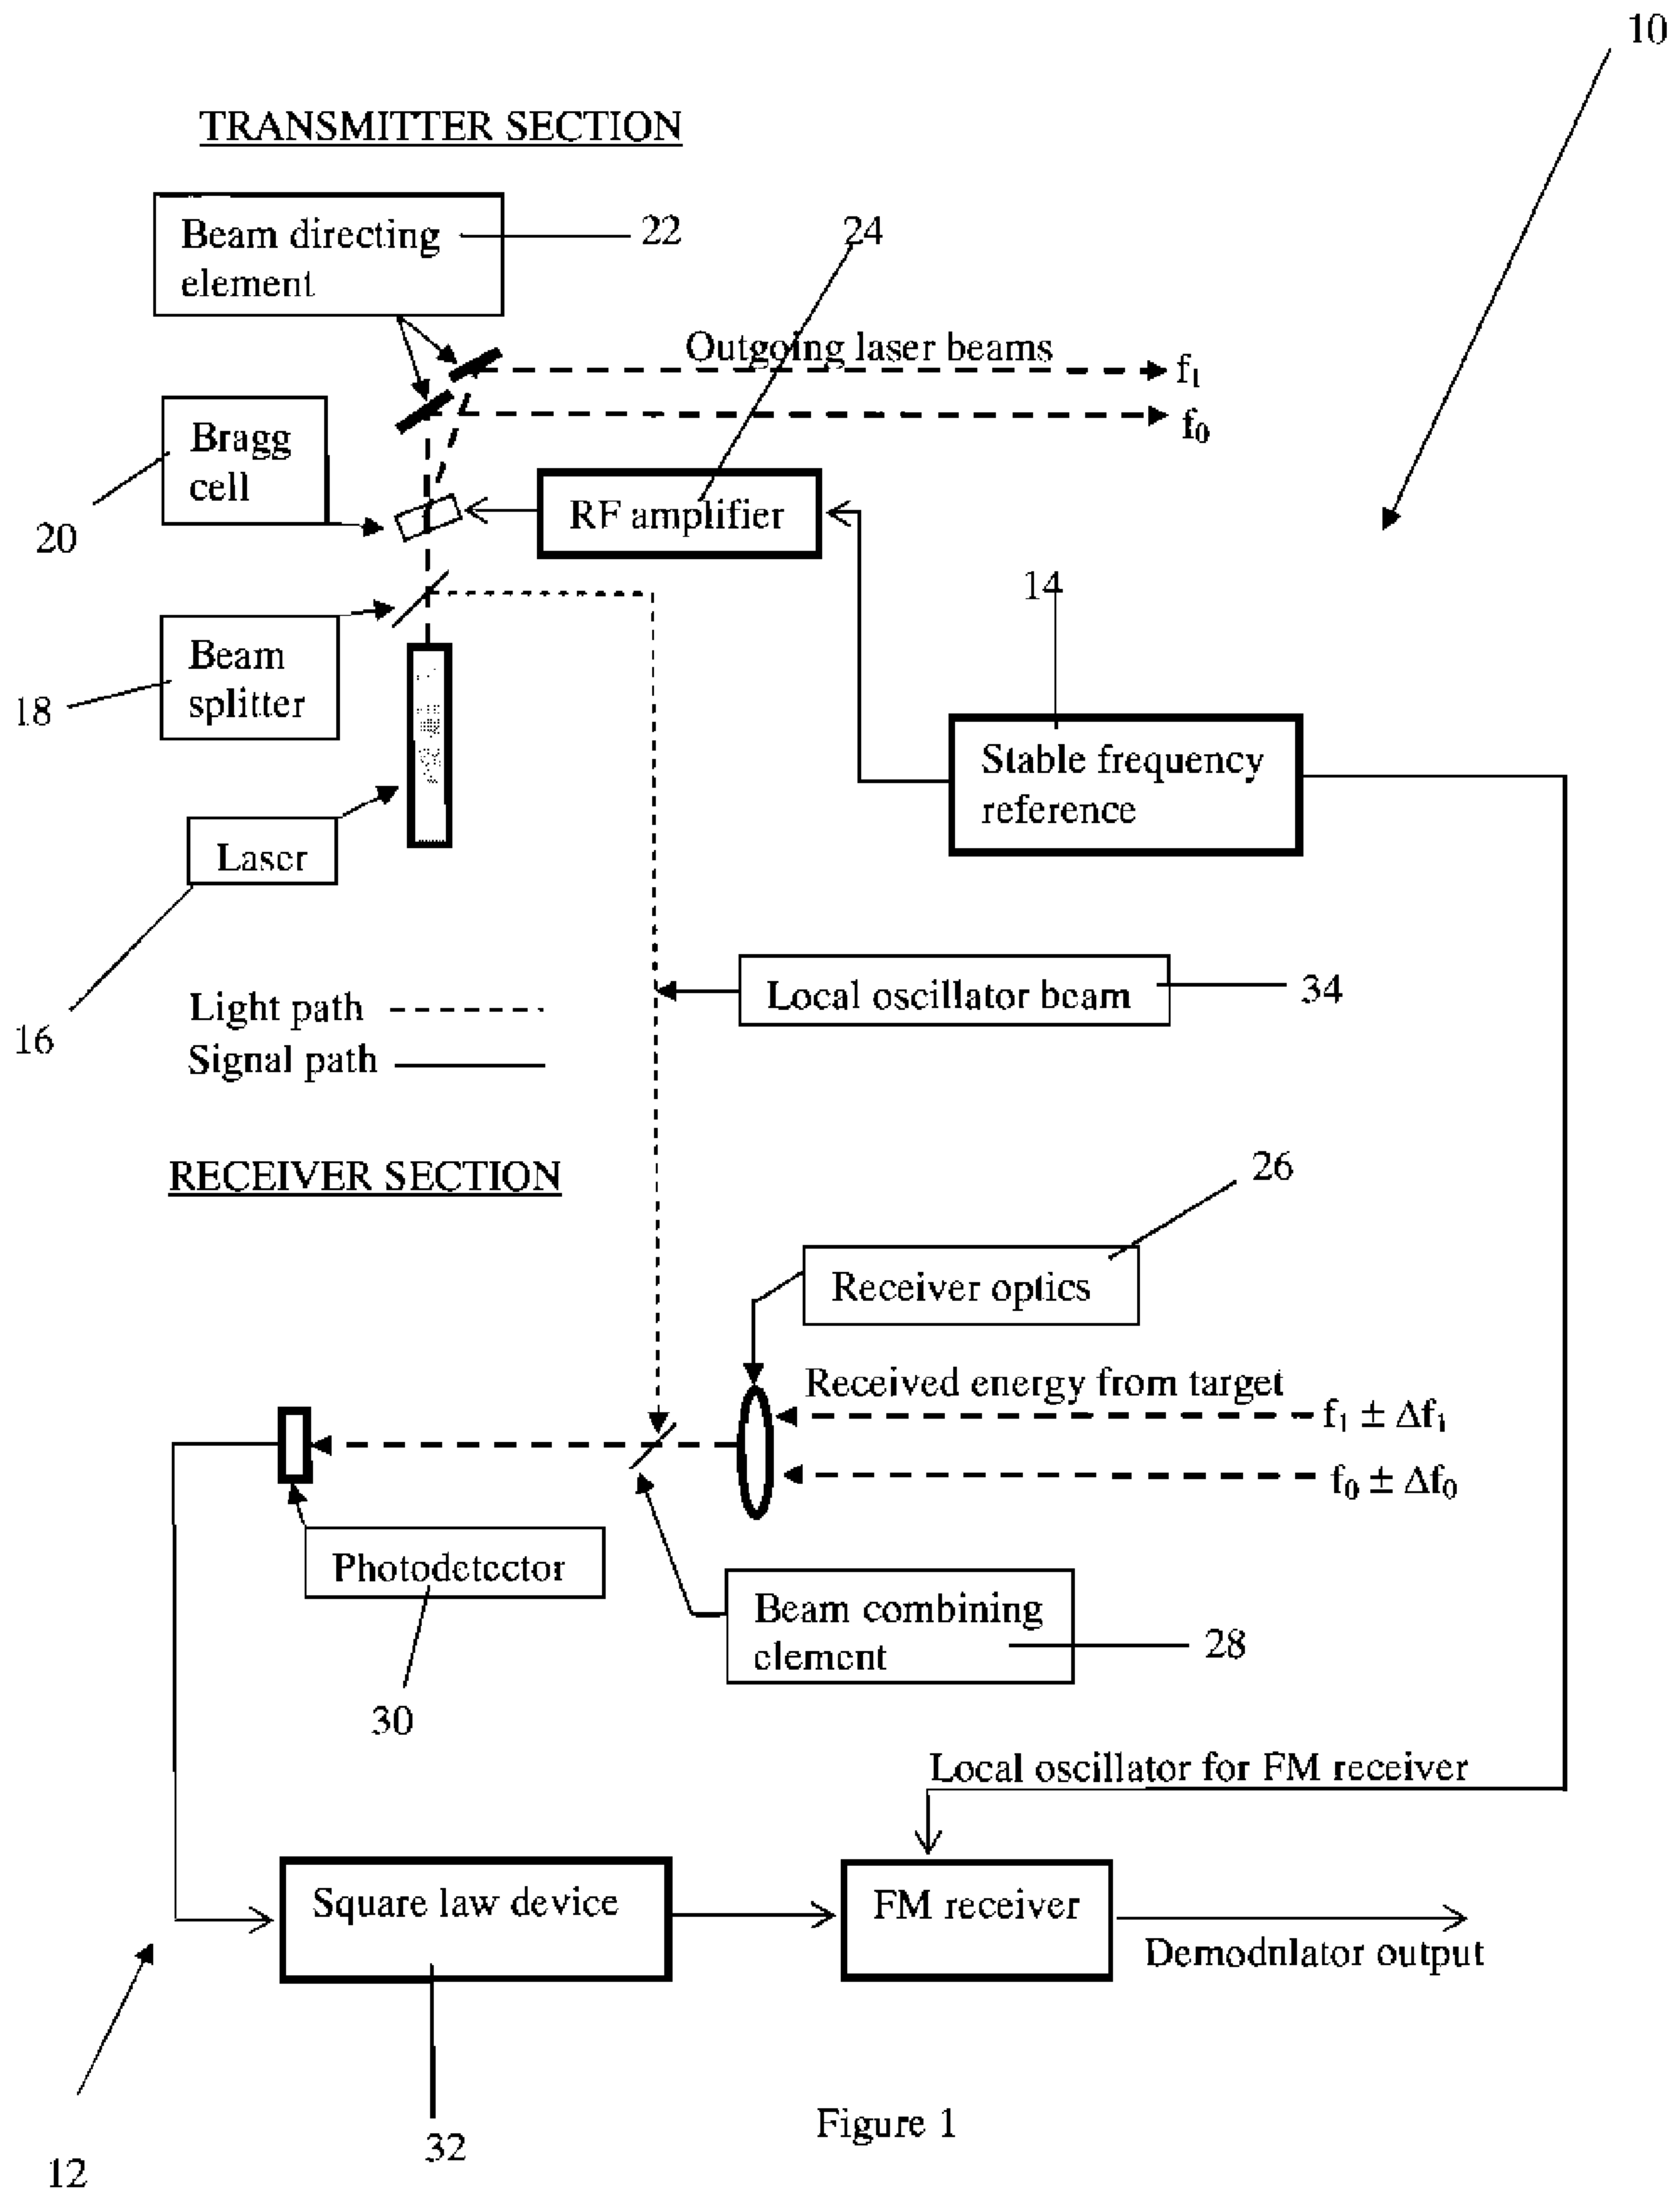 10
TRANSMITTER SECTION
Beam directing
element
22
24
Outgoing laser beams
f₁
f₀
Bragg
cell
20
RF amplifier
14
Beam
splitter
18
Stable frequency
reference
Laser
16
Local oscillator beam
34
Light path
Signal path
RECEIVER SECTION
26
Receiver optics
Received energy from target
f₁ ± Δf₁
f₀ ± Δf₀
Photodetector
30
Beam combining
element
28
Local oscillator for FM receiver
Square law device
FM receiver
Demodnlator output
32
12
Figure 1